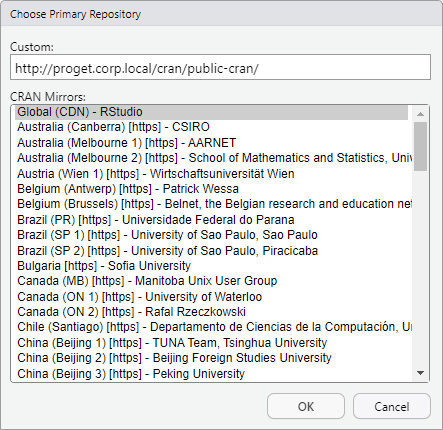 Choose Primary Repository
Custom:
http://proget.corp.local/cran/public-cran/
CRAN Mirrors:
Global (CDN) - RStudio
Australia (Canberra) [https] - CSIRO
Australia (Melbourne 1) [https] - AARNET
Australia (Melbourne 2) [https] - School of Mathematics and Statistics, Univ
Austria (Wien 1) [https] - Wirtschaftsuniversität Wien
Belgium (Antwerp) [https] - Patrick Wessa
Belgium (Brussels) [https] - Belnet, the Belgian research and education net
Brazil (PR) [https] - Universidade Federal do Parana
Brazil (SP 1) [https] - University of Sao Paulo, Sao Paulo
Brazil (SP 2) [https] - University of Sao Paulo, Piracicaba
Bulgaria [https] - Sofia University
Canada (MB) [https] - Manitoba Unix User Group
Canada (ON 1) [https] - University of Waterloo
Canada (ON 2) [https] - Rafal Rzeczkowski
Chile (Santiago) [https] - Departamento de Ciencias de la Computación, U
China (Beijing 1) [https] - TUNA Team, Tsinghua University
China (Beijing 2) [https] - Beijing Foreign Studies University
China (Beijing 3) [https] - Peking University
OK
Cancel